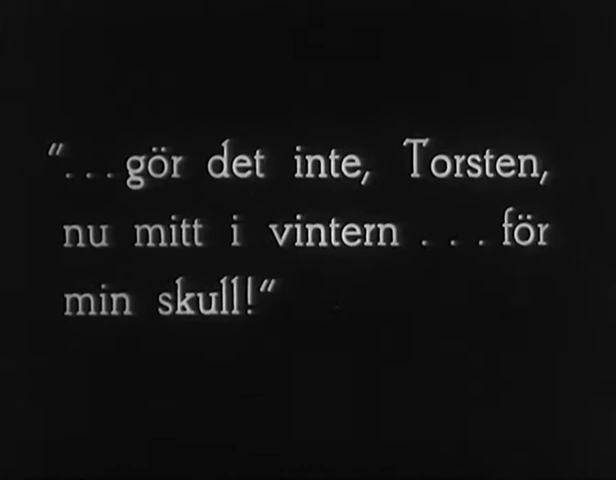 "...gör det inte, Torsten,
nu mitt i vintern ... för
min skull!"